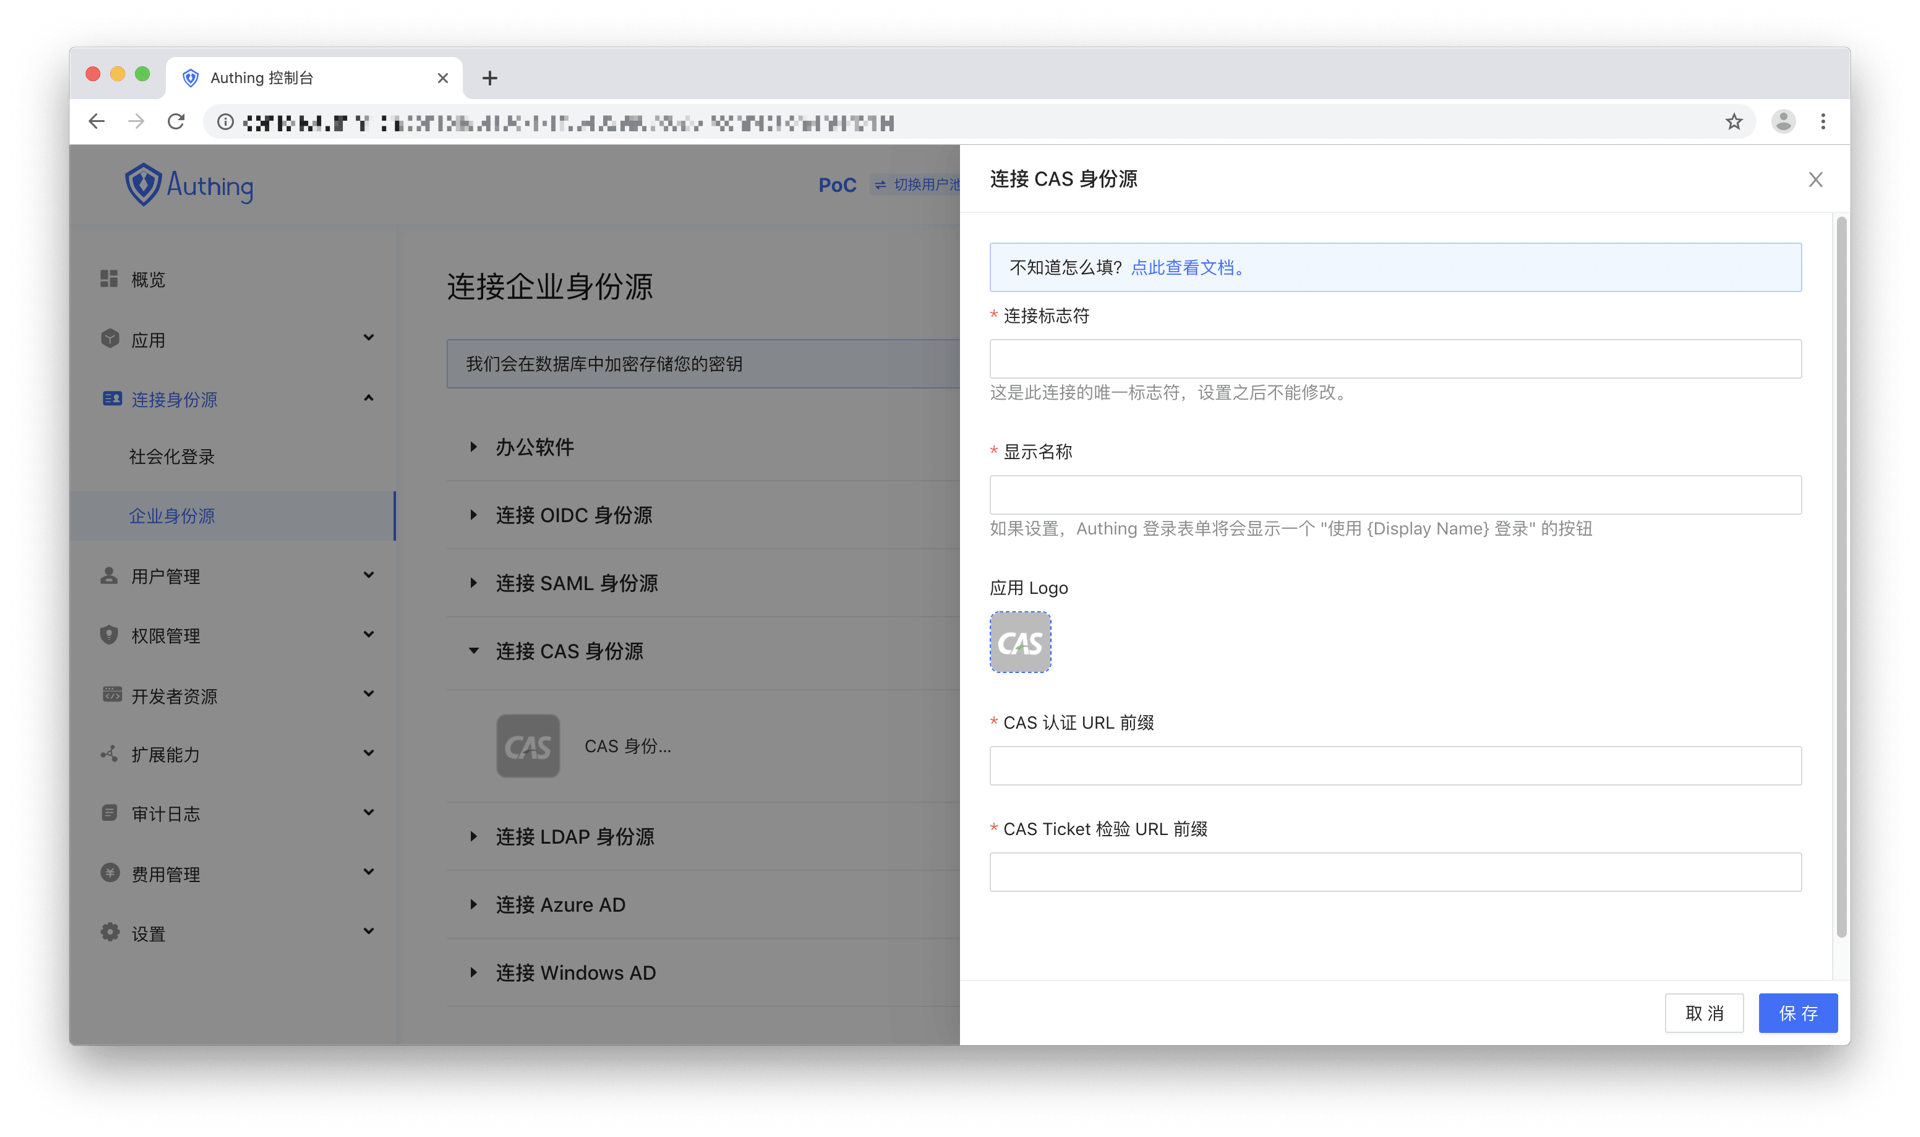 Authing 控制台
Authing
PoC
切换用户池
概览
应用
连接身份源
社会化登录
企业身份源
用户管理
权限管理
开发者资源
扩展能力
审计日志
费用管理
设置
连接企业身份源
我们会在数据库中加密存储您的密钥
办公软件
连接 OIDC 身份源
连接 SAML 身份源
连接 CAS 身份源
CAS
CAS 身份...
连接 LDAP 身份源
连接 Azure AD
连接 Windows AD
连接 CAS 身份源
不知道怎么填? 点此查看文档。
* 连接标志符
这是此连接的唯一标志符，设置之后不能修改。
* 显示名称
如果设置，Authing 登录表单将会显示一个 "使用 {Display Name} 登录" 的按钮
应用 Logo
CAS
* CAS 认证 URL 前缀
* CAS Ticket 检验 URL 前缀
取 消
保 存